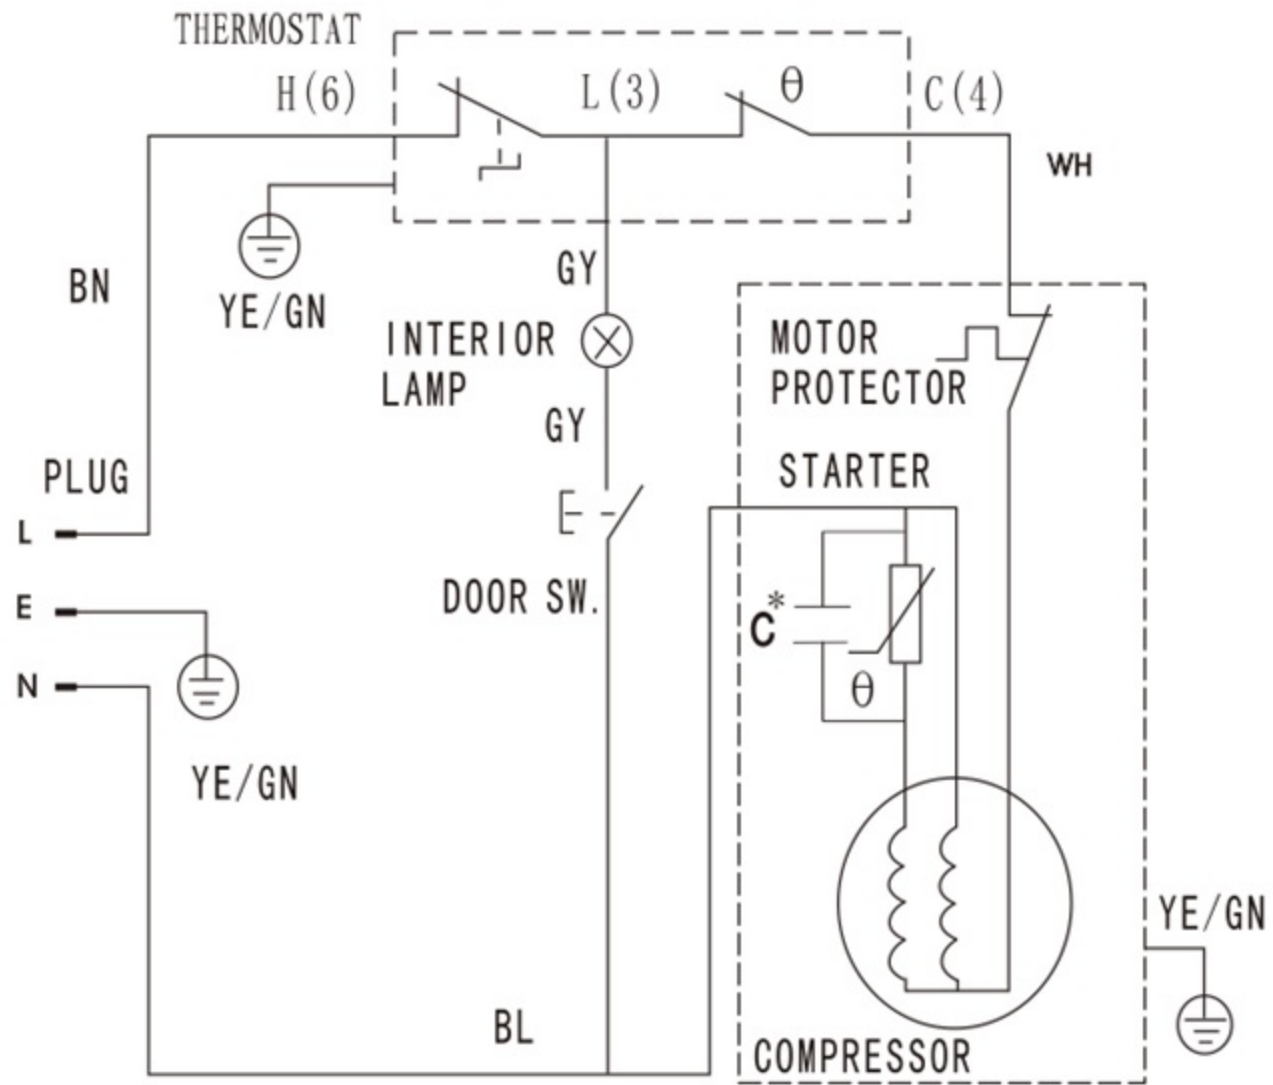 THERMOSTAT
H(6)
L(3)
θ
C(4)
WH
BN
YE/GN
GY
INTERIOR
LAMP
GY
MOTOR
PROTECTOR
PLUG
STARTER
L
E
DOOR SW.
C*
θ
N
YE/GN
YE/GN
BL
COMPRESSOR